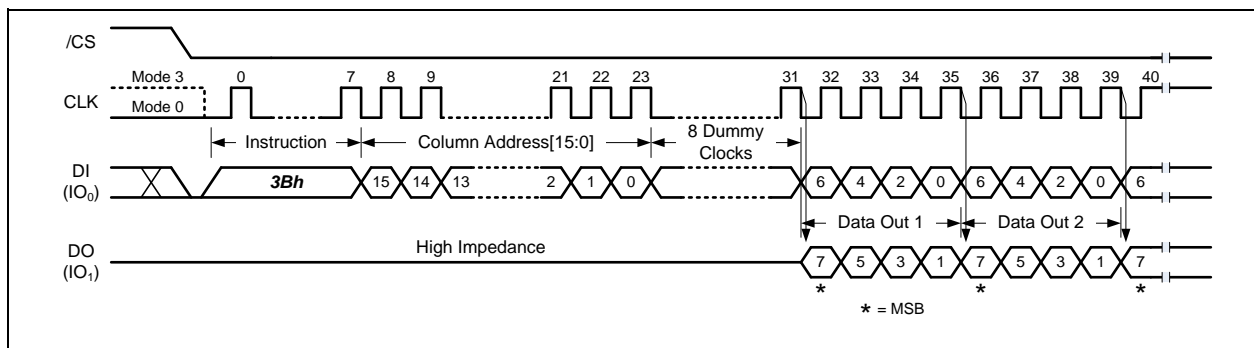 /CS
Mode 3 0 7 8 9 21 22 23 31 32 33 34 35 36 37 38 39 40
CLK Mode 0
Instruction Column Address[15:0] 8 Dummy
Clocks
DI
(IO0) 3Bh 15 14 13 2 1 0 6 4 2 0 6 4 2 0 6
Data Out 1 Data Out 2
DO High Impedance
(IO1) 7 5 3 1 7 5 3 1 7
* * *
* = MSB